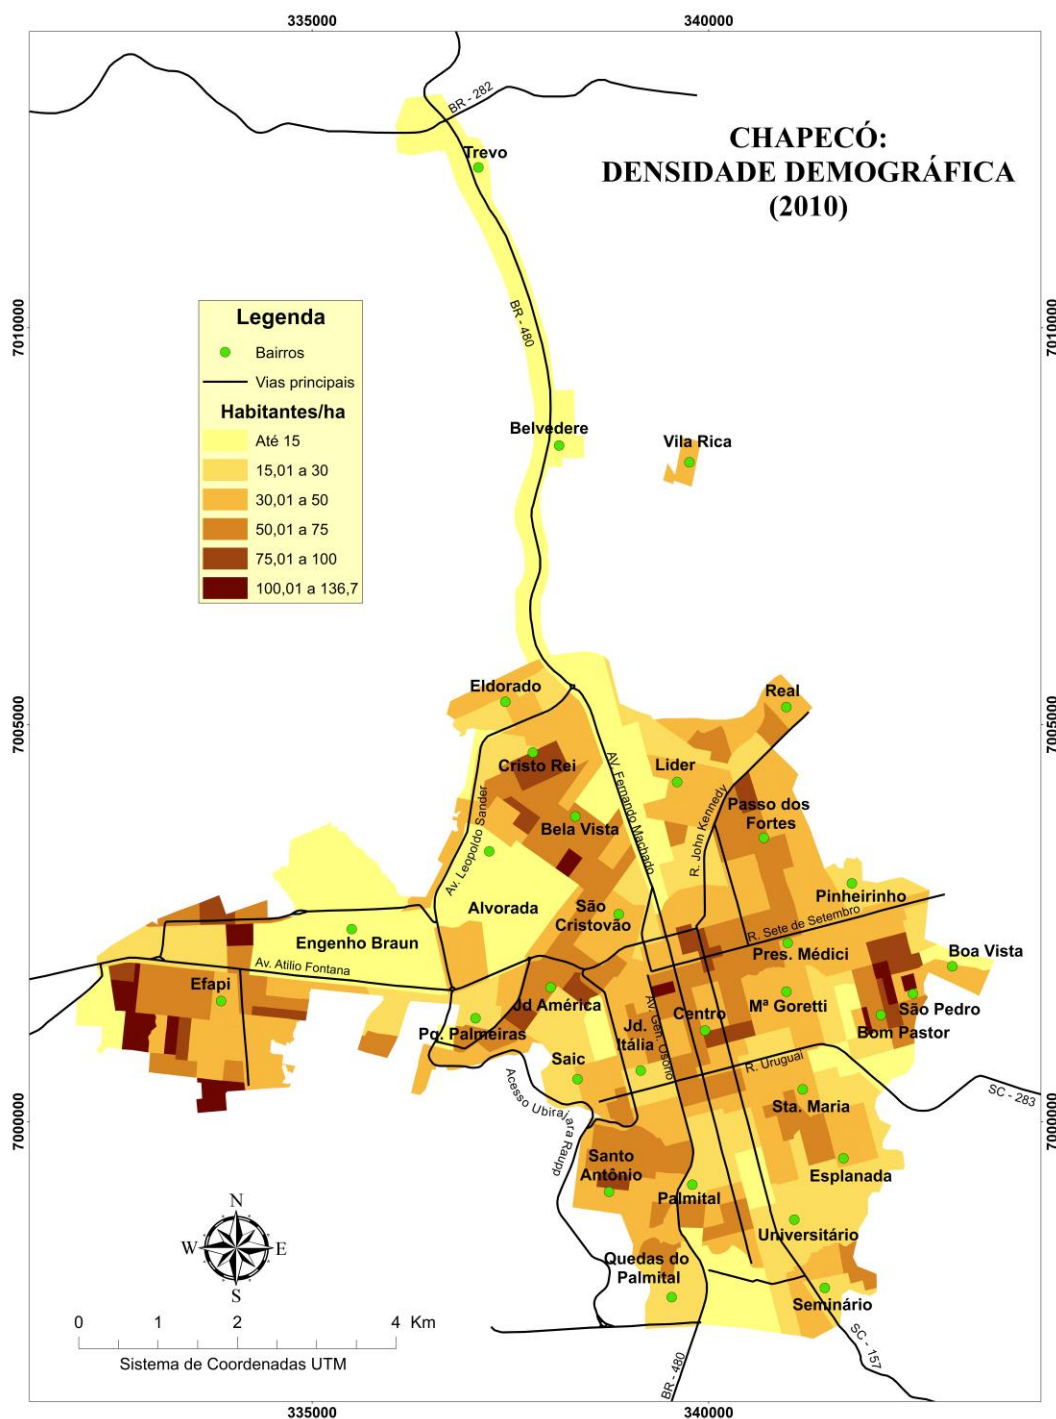 335000
340000
BR - 282
CHAPECÓ:
DENSIDADE DEMOGRÁFICA
(2010)
Trevo
7010000
7010000
BR - 480
Legenda
Bairros
Vias principais
Habitantes/ha
Até 15
15,01 a 30
30,01 a 50
50,01 a 75
75,01 a 100
100,01 a 136,7
Belvedere
Vila Rica
Eldorado
Real
7005000
7005000
Cristo Rei
AV. Fernando Machado
Lider
R. John Kennedy
Passo dos
Fortes
Av. Leopoldo Sander
Bela Vista
Pinheirinho
Alvorada
São
Cristovão
R. Sete de Setembro
Engenho Braun
Pres. Médici
Boa Vista
Av. Atilio Fontana
Efapi
Jd América
Av. Gen. Osório
Centro
Mª Goretti
São Pedro
Bom Pastor
Pq. Palmeiras
Jd.
Itália
Saic
R. Uruguai
Acesso Ubirajara Raupp
SC - 283
Sta. Maria
7000000
7000000
Santo
Antônio
Esplanada
Palmital
Universitário
Quedas do
Palmital
Seminário
N
W
E
S
0
2
4
Km
Sistema de Coordenadas UTM
BR - 480
SC - 157
335000
340000